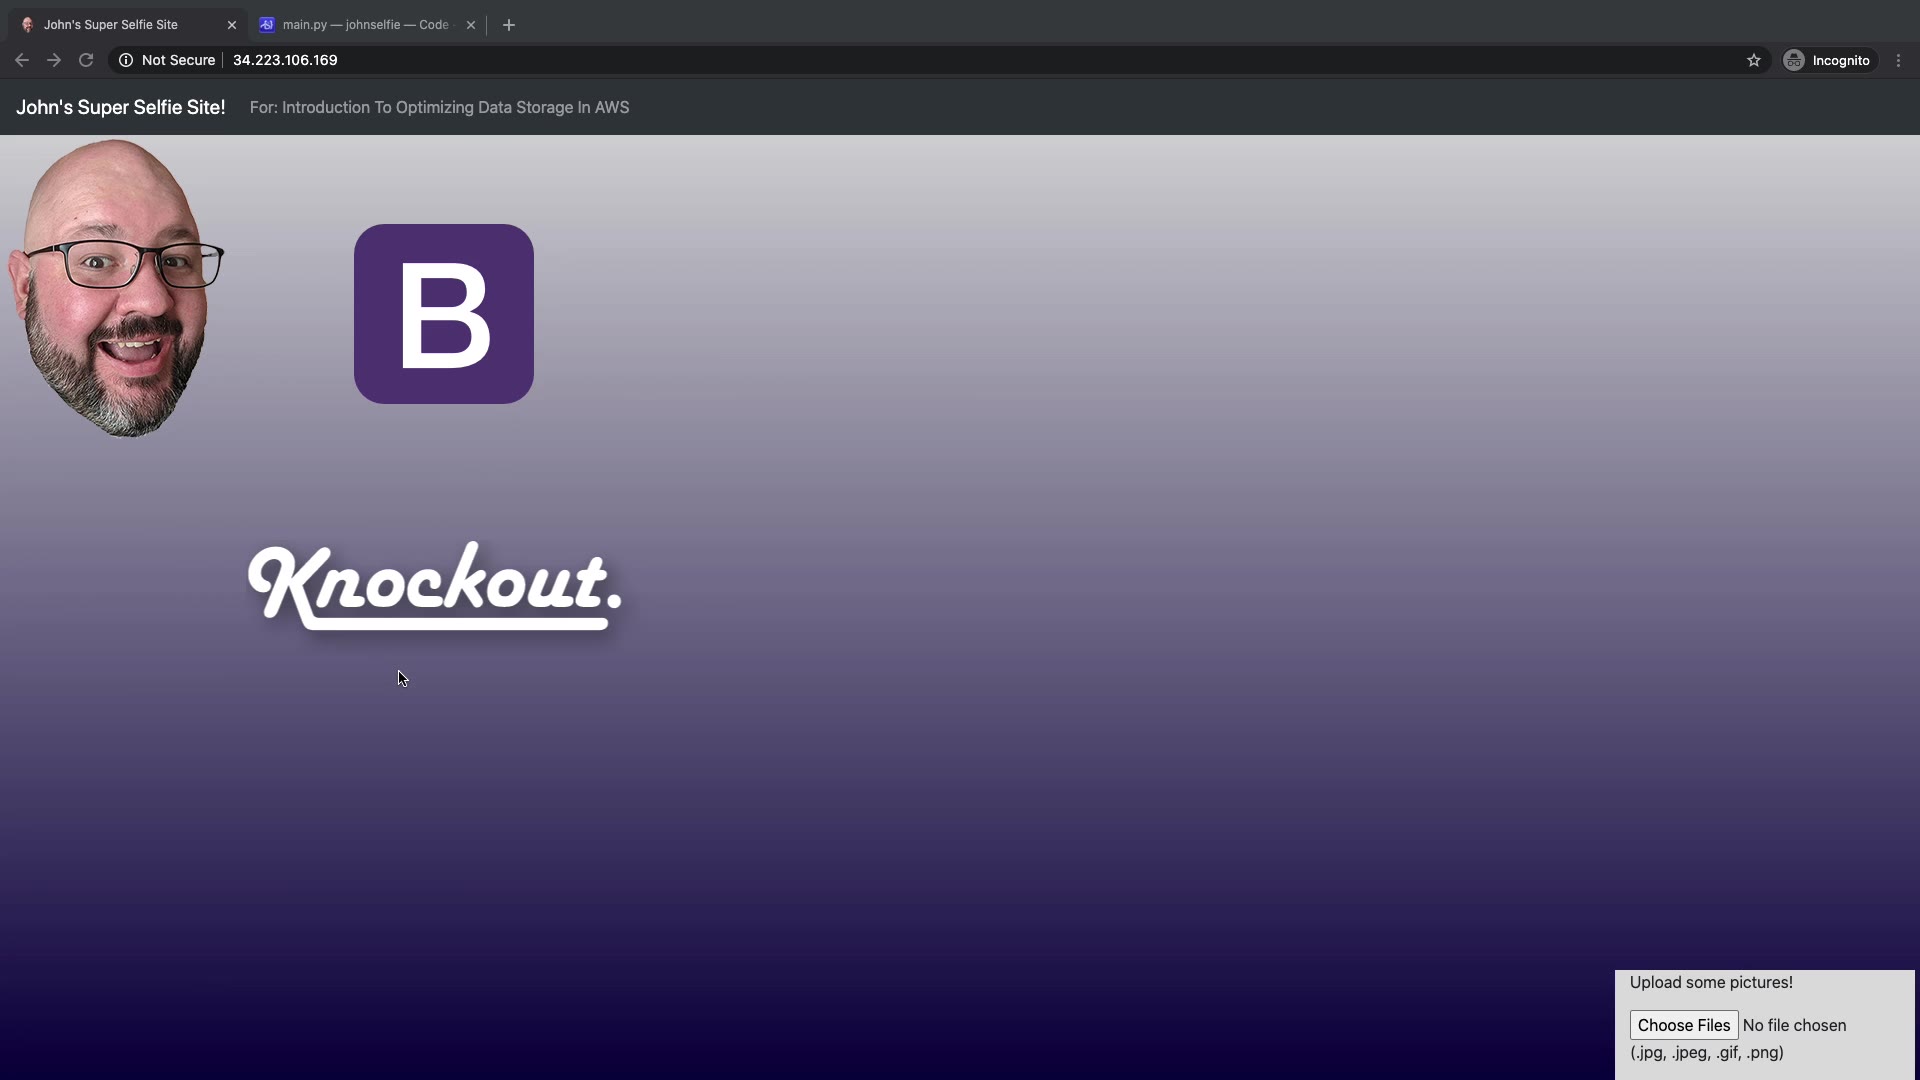 John's Super Selfie Site
main.py — johnselfie — Code
Not Secure
34.223.106.169
Incognito
John's Super Selfie Site!
For: Introduction To Optimizing Data Storage In AWS
B
Knockout.
Upload some pictures!
Choose Files No file chosen
(.jpg, .jpeg, .gif, .png)